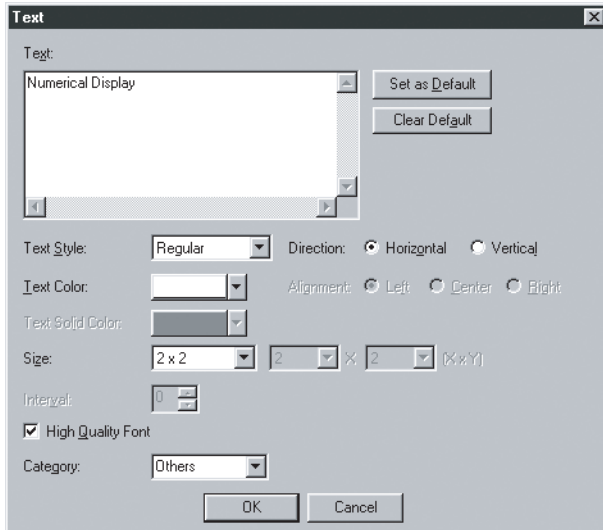 Text
Text:
Numerical Display
Set as Default
Clear Default
Text Style: Regular Direction: Horizontal Vertical
Text Color: Alignment: Left Center Right
Text Solid Color:
Size: 2 x 2 2 X 2 (X x Y)
Interval: 0
High Quality Font
Category: Others
OK Cancel